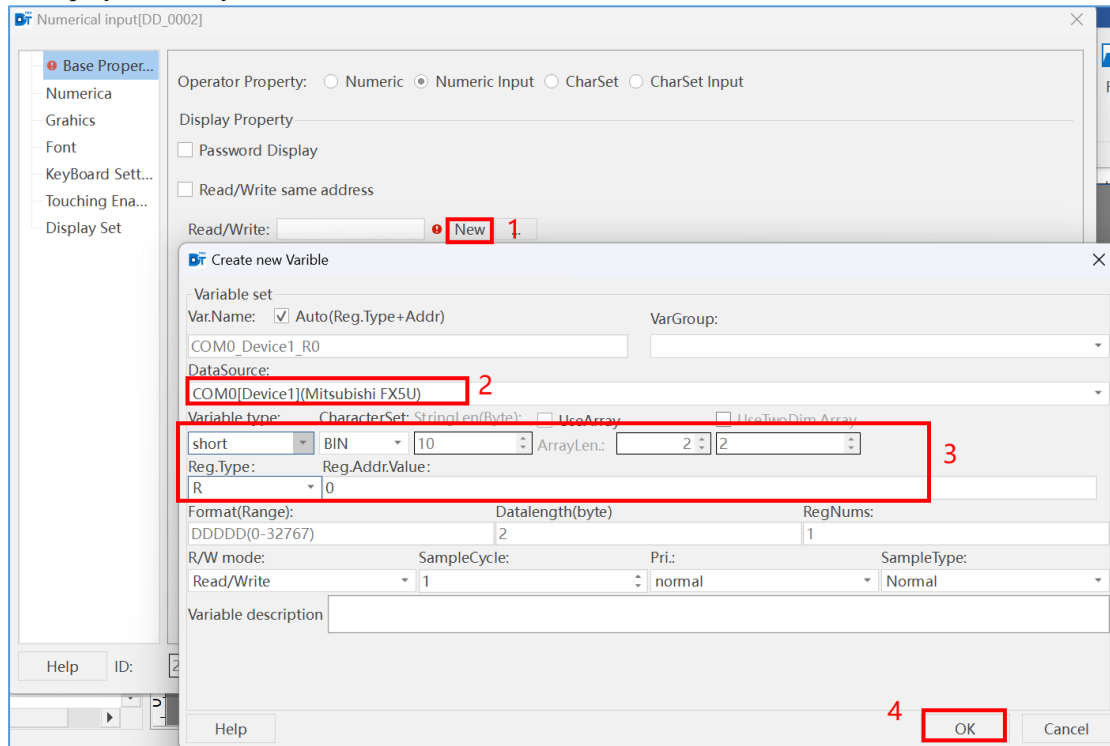 Numerical input[DD_0002]
Base Proper...
Numerica
Grahics
Font
KeyBoard Sett...
Touching Ena...
Display Set
Operator Property: Numeric Numeric Input CharSet CharSet Input
Display Property
Password Display
Read/Write same address
Read/Write: New 1
Create new Varible
Variable set
Var.Name: Auto(Reg.Type+Addr) VarGroup:
COM0_Device1_R0
DataSource:
COM0[Device1](Mitsubishi FX5U) 2
Variable type: CharacterSet: StringLen(Byte): UseArray UseTwoDim Array
short BIN 10 ArrayLen.: 2 2
3
Reg.Type: Reg.Addr.Value:
R 0
Format(Range): Datalength(byte) RegNums:
DDDDD(0-32767) 2 1
R/W mode: SampleCycle: Pri.: SampleType:
Read/Write 1 normal Normal
Variable description
Help ID:
4
Help OK Cancel